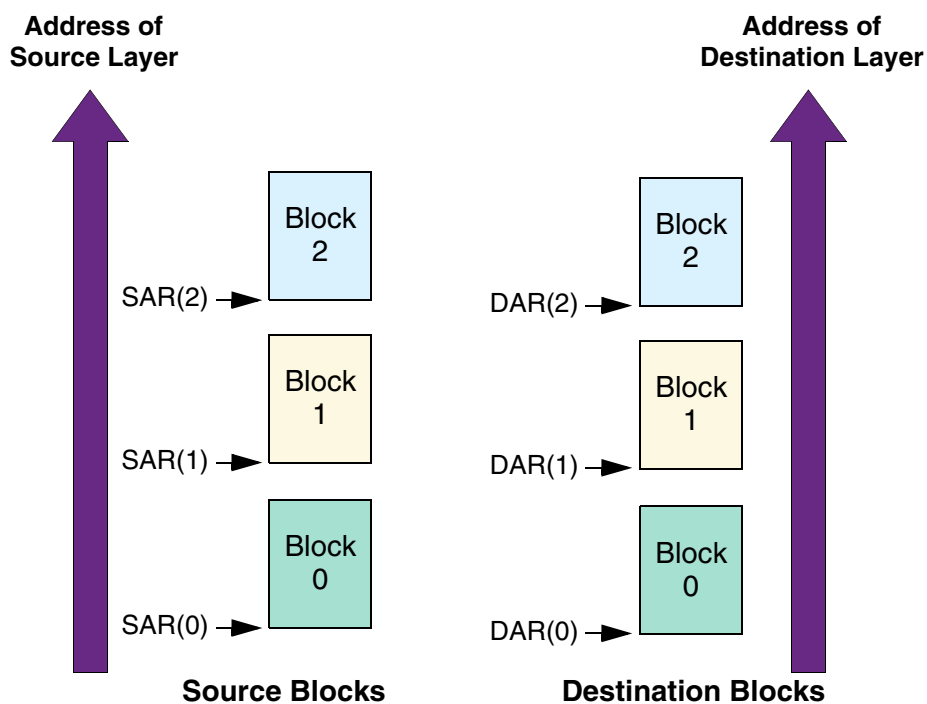 Address of
Source Layer
Address of
Destination Layer
Block
2
SAR(2)
Block
2
DAR(2)
Block
1
SAR(1)
Block
1
DAR(1)
Block
0
SAR(0)
Block
0
DAR(0)
Source Blocks
Destination Blocks